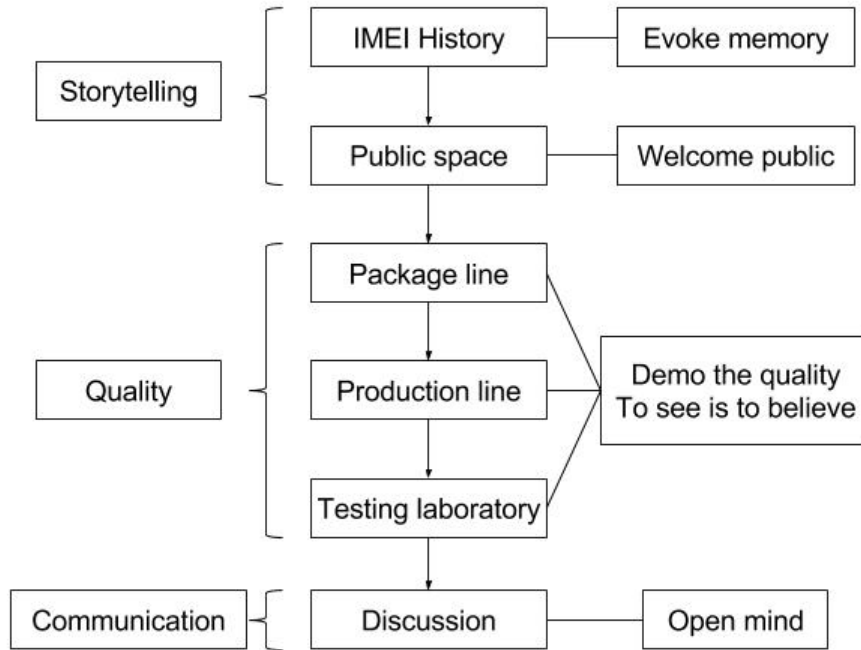 IMEI History
Evoke memory
Storytelling
Public space
Welcome public
Package line
Quality
Production line
Demo the quality
To see is to believe
Testing laboratory
Communication
Discussion
Open mind